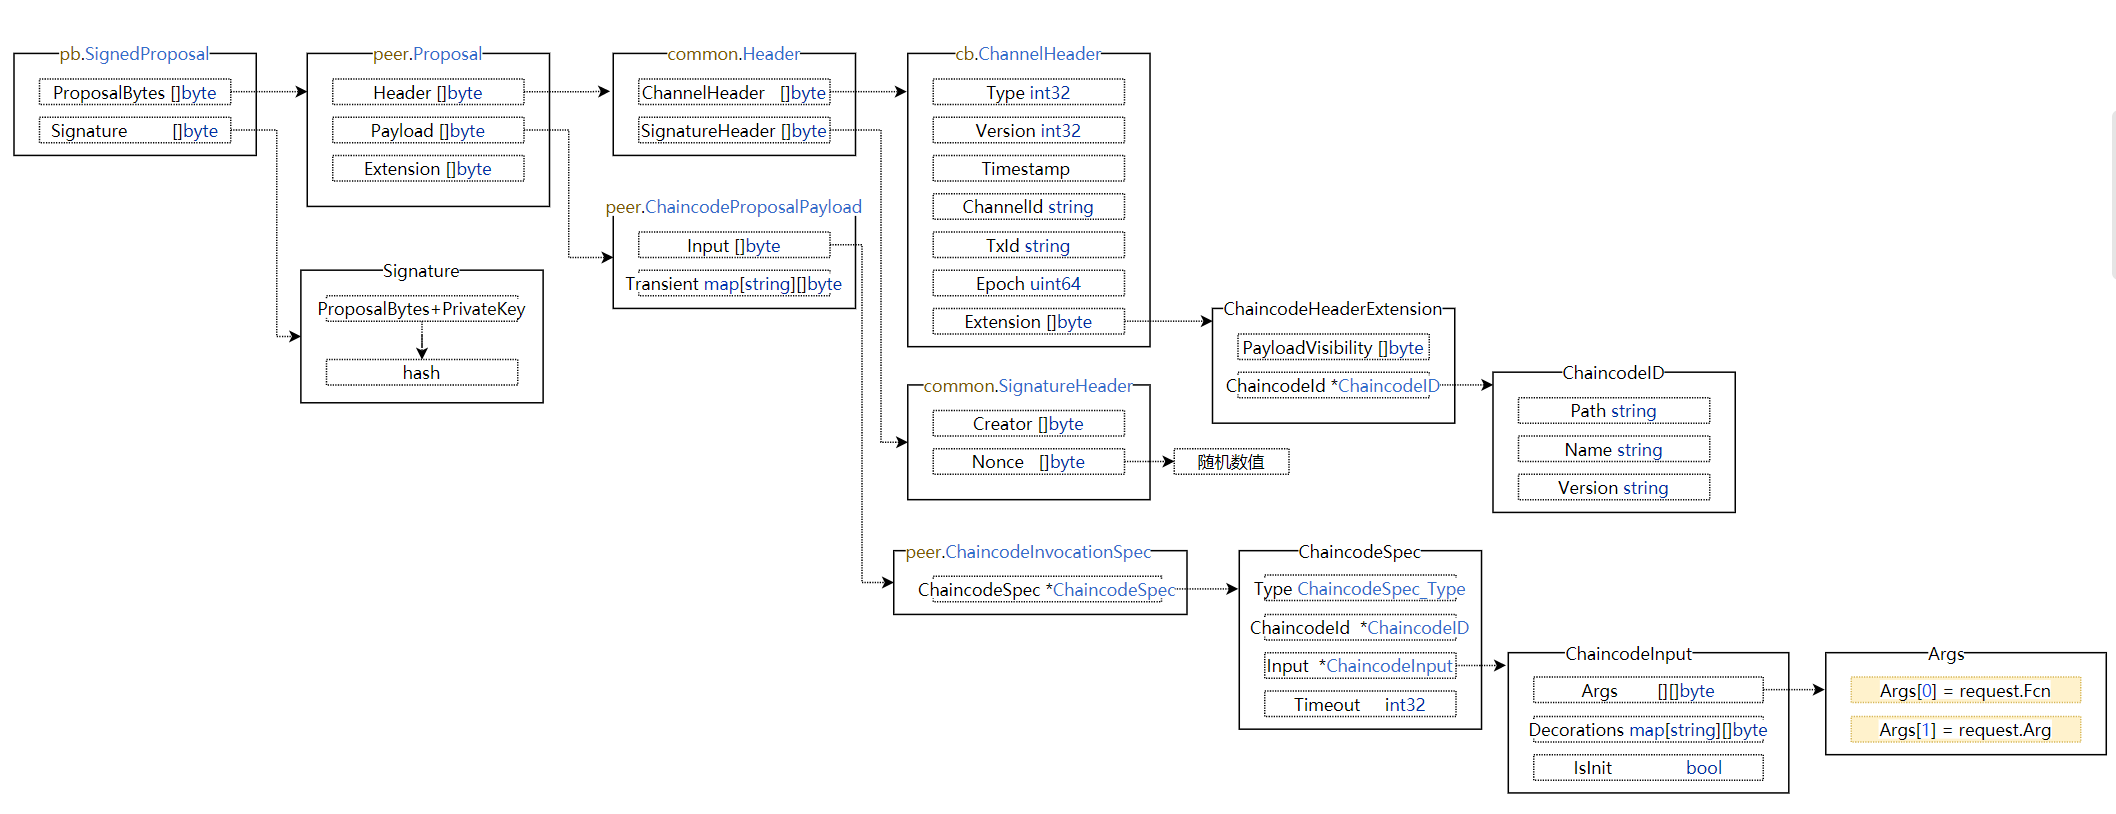 pb.SignedProposal
ProposalBytes []byte
Signature []byte
peer.Proposal
Header []byte
Payload []byte
Extension []byte
common.Header
ChannelHeader []byte
SignatureHeader []byte
cb.ChannelHeader
Type int32
Version int32
Timestamp
ChannelId string
TxId string
Epoch uint64
Extension []byte
peer.ChaincodeProposalPayload
Input []byte
Transient map[string][]byte
Signature
ProposalBytes+PrivateKey
hash
ChaincodeHeaderExtension
PayloadVisibility []byte
ChaincodeId *ChaincodeID
ChaincodeID
Path string
Name string
Version string
common.SignatureHeader
Creator []byte
Nonce []byte
随机数值
peer.ChaincodeInvocationSpec
ChaincodeSpec *ChaincodeSpec
ChaincodeSpec
Type ChaincodeSpec_Type
ChaincodeId *ChaincodeID
Input *ChaincodeInput
Timeout int32
ChaincodeInput
Args [][]byte
Decorations map[string][]byte
IsInit bool
Args
Args[0] = request.Fcn
Args[1] = request.Arg